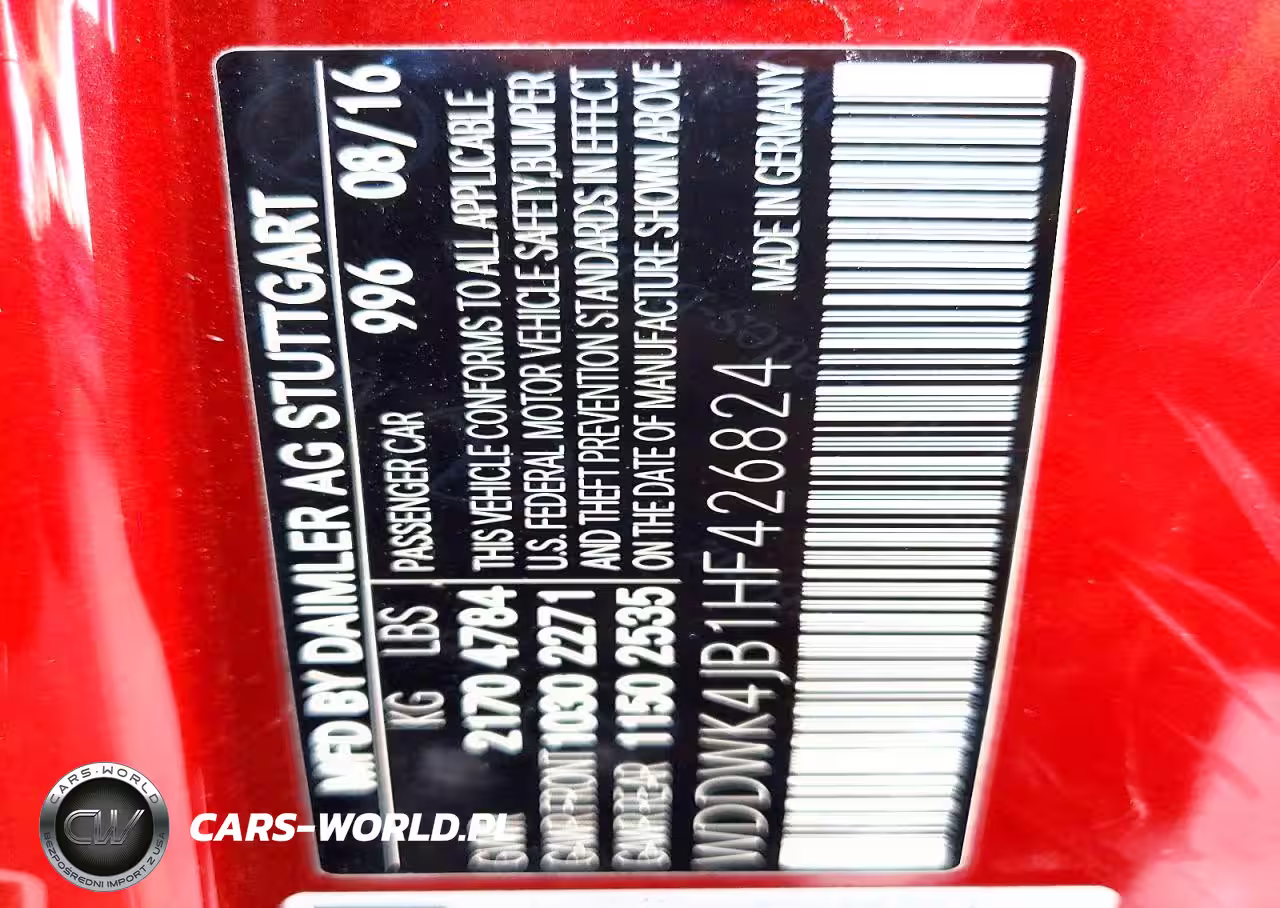 MFD BY DAIMLER AG STUTTGART
996 08/16
KG LBS PASSENGER CAR
GVWR 2170 4784
GAWR FRONT 1030 2271
GAWR RER 1150 2535
THIS VEHICLE CONFORMS TO ALL APPLICABLE
U.S. FEDERAL MOTOR VEHICLE SAFETY,BUMPER
AND THEFT PREVENTION STANDARDS IN EFFECT
ON THE DATE OF MANUFACTURE SHOWN ABOVE
WDDWK4JB1HF426824
MADE IN GERMANY
CARS-WORLD
CW
BEZPOŚREDNI IMPORT Z USA
CARS-WORLD.PL